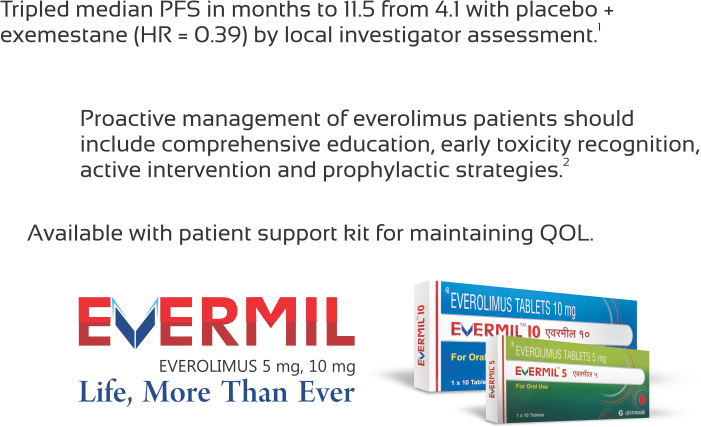 Tripled median PFS in months to 11.5 from 4.1 with placebo +
exemestane (HR = 0.39) by local investigator assessment.1
Proactive management of everolimus patients should
include comprehensive education, early toxicity recognition,
active intervention and prophylactic strategies.2
Available with patient support kit for maintaining QOL.
EVERMIL
EVEROLIMUS 5 mg, 10 mg
Life, More Than Ever
EVERMIL 10
EVEROLIMUS TABLETS 10 mg
EVERMIL™ 10 एवरमील १०
For Oral
1 x 10 Table
EVERMIL 5
EVEROLIMUS TABLETS 5 mg
EVERMIL™ 5 एवरमील ५
For Oral Use
1 x 10 Tablets
glenmark